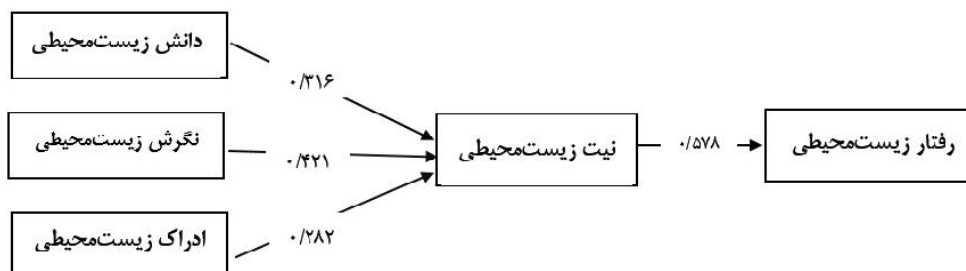 دانش زیست‌محیطی
۰/۳۱۶
نگرش زیست‌محیطی
۰/۴۲۱
ادراک زیست‌محیطی
۰/۲۸۲
نیت زیست‌محیطی
۰/۵۷۸
رفتار زیست‌محیطی